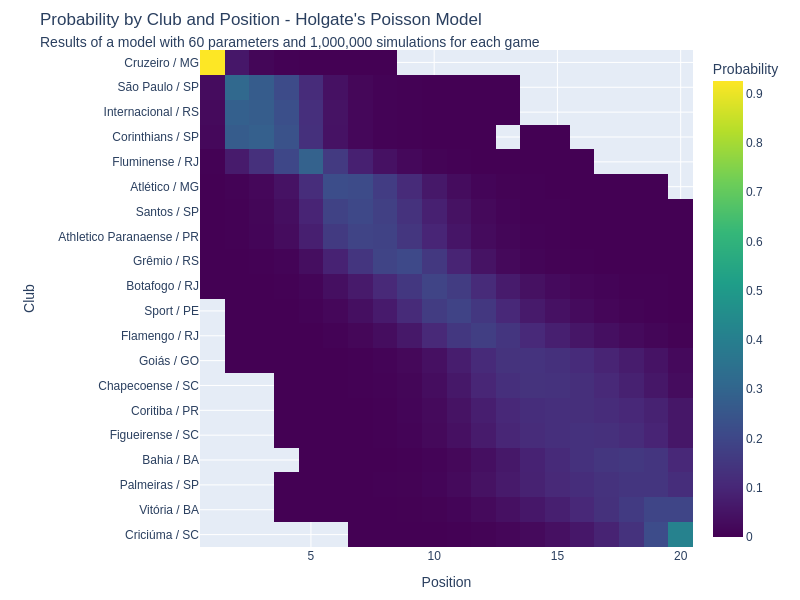 Probability by Club and Position - Holgate's Poisson Model
Results of a model with 60 parameters and 1,000,000 simulations for each game
Probability
Cruzeiro / MG
São Paulo / SP
Internacional / RS
Corinthians / SP
Fluminense / RJ
Atlético / MG
Santos / SP
Athletico Paranaense / PR
Grêmio / RS
Botafogo / RJ
Sport / PE
Flamengo / RJ
Goiás / GO
Chapecoense / SC
Coritiba / PR
Figueirense / SC
Bahia / BA
Palmeiras / SP
Vitória / BA
Criciúma / SC
Club
5 10 15 20
Position
0.9
0.8
0.7
0.6
0.5
0.4
0.3
0.2
0.1
0